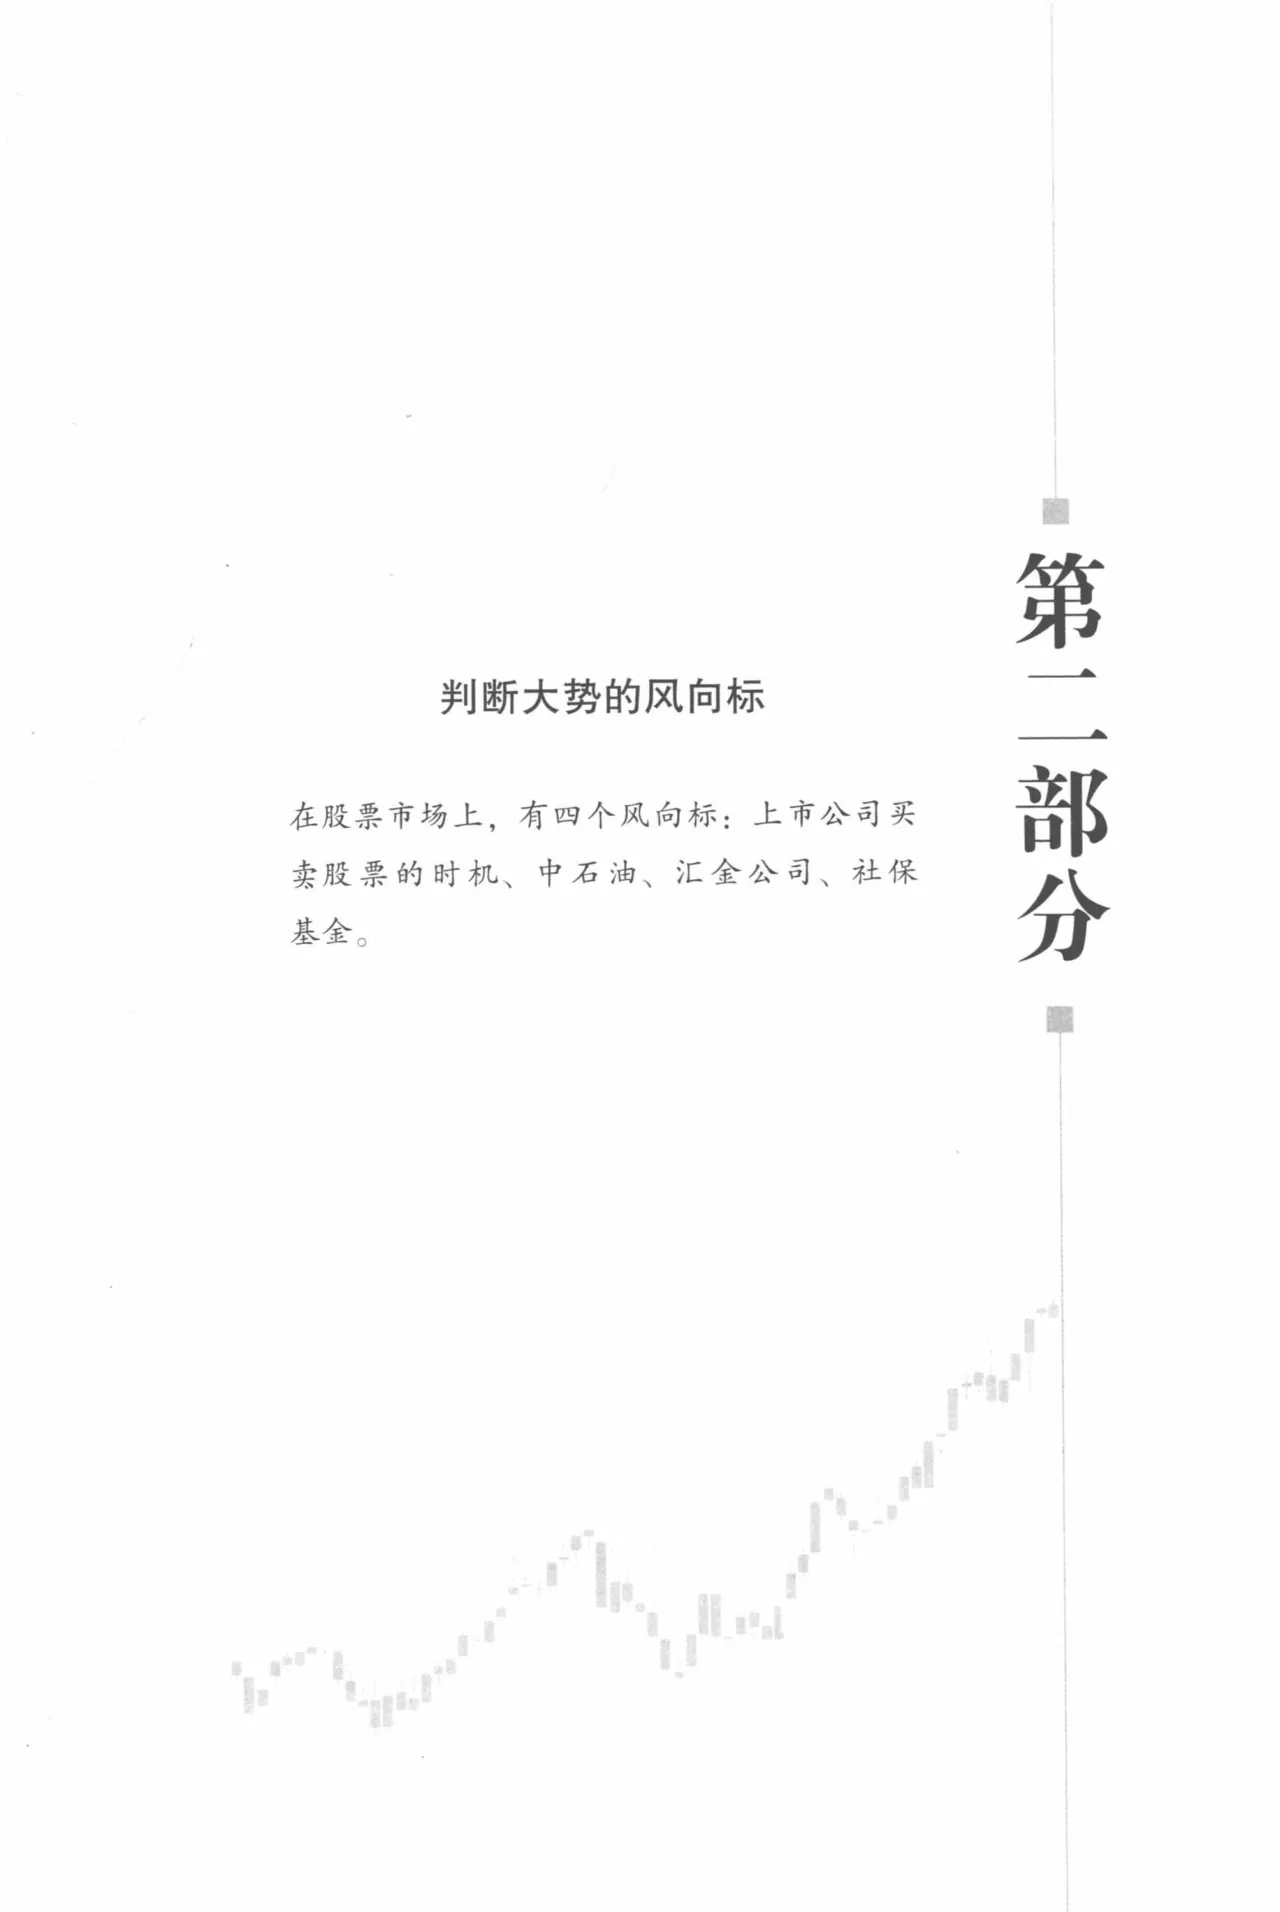 第二部分
判断大势的风向标
在股票市场上，有四个风向标：上市公司买
卖股票的时机、中石油、汇金公司、社保
基金。